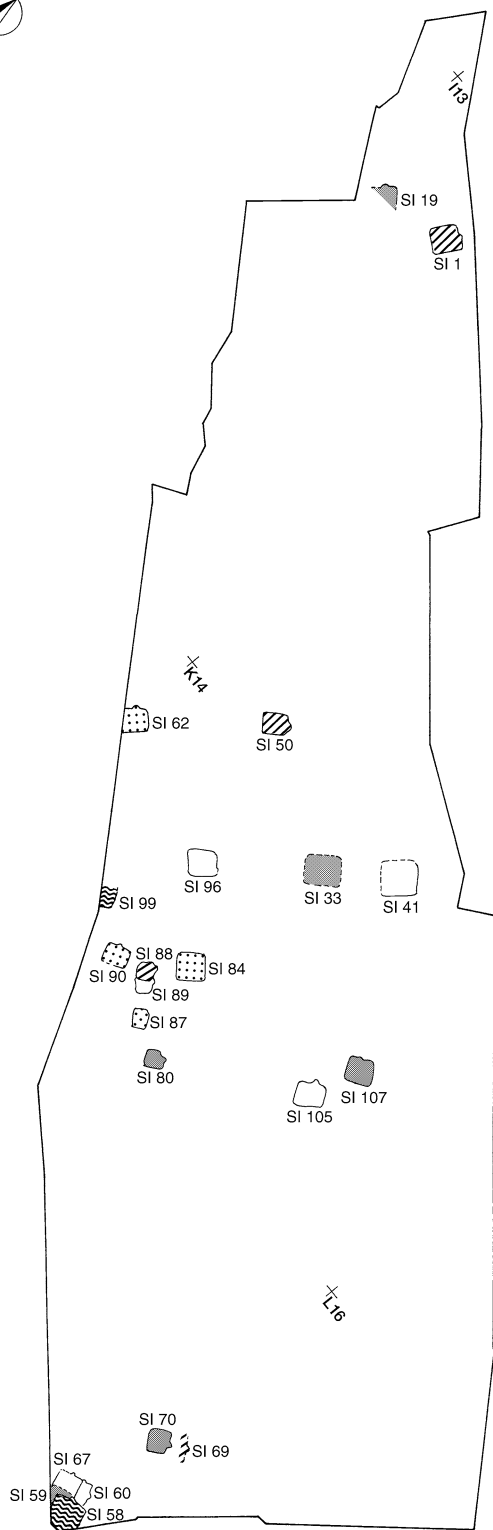 I13
SI 19
SI 1
K14
SI 62
SI 50
SI 96
SI 33
SI 41
SI 99
SI 88
SI 90
SI 84
SI 89
SI 87
SI 80
SI 107
SI 105
L16
SI 70
SI 69
SI 67
SI 59
SI 60
SI 58